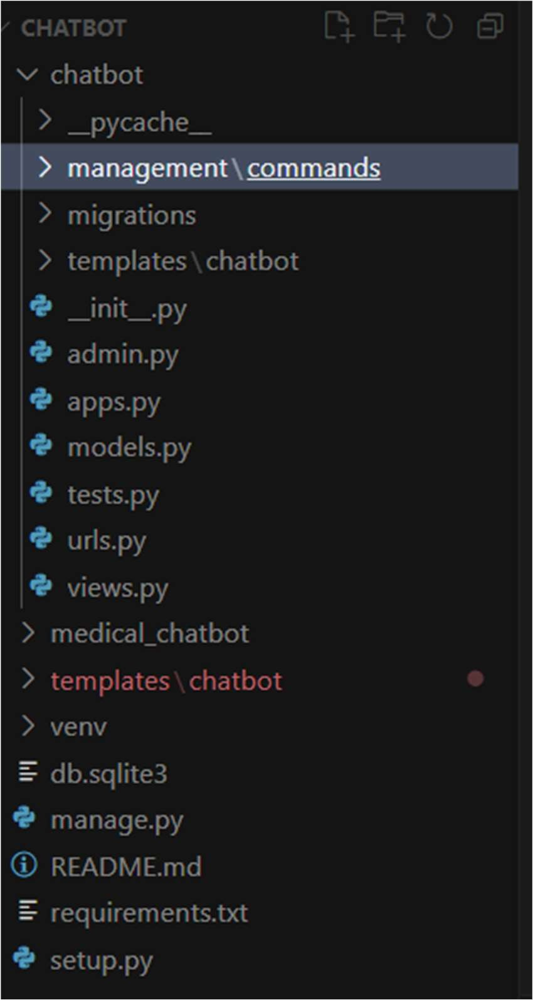 CHATBOT
chatbot
__pycache__
management\commands
migrations
templates\chatbot
__init__.py
admin.py
apps.py
models.py
tests.py
urls.py
views.py
medical_chatbot
templates\chatbot
venv
db.sqlite3
manage.py
README.md
requirements.txt
setup.py